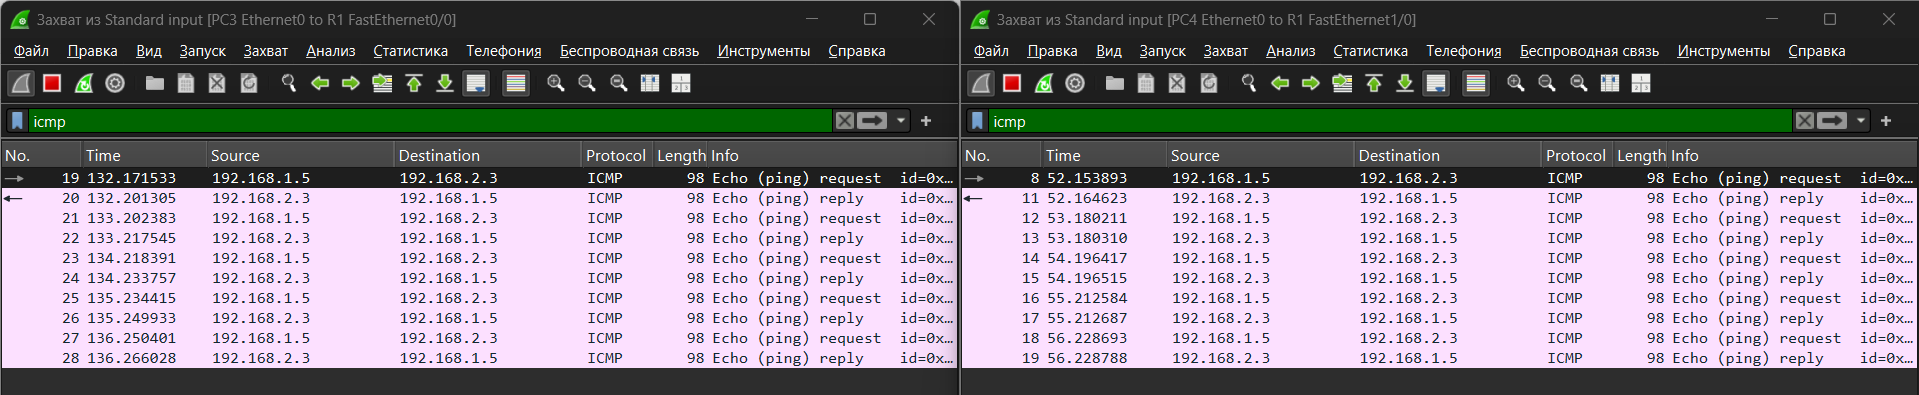 Захват из Standard input [PC3 Ethernet0 to R1 FastEthernet0/0]
Файл Правка Вид Запуск Захват Анализ Статистика Телефония Беспроводная связь Инструменты Справка
icmp
No. Time Source Destination Protocol Length Info
19 132.171533 192.168.1.5 192.168.2.3 ICMP 98 Echo (ping) request id=0x…
20 132.201305 192.168.2.3 192.168.1.5 ICMP 98 Echo (ping) reply id=0x…
21 133.202383 192.168.1.5 192.168.2.3 ICMP 98 Echo (ping) request id=0x…
22 133.217545 192.168.2.3 192.168.1.5 ICMP 98 Echo (ping) reply id=0x…
23 134.218391 192.168.1.5 192.168.2.3 ICMP 98 Echo (ping) request id=0x…
24 134.233757 192.168.2.3 192.168.1.5 ICMP 98 Echo (ping) reply id=0x…
25 135.234415 192.168.1.5 192.168.2.3 ICMP 98 Echo (ping) request id=0x…
26 135.249933 192.168.2.3 192.168.1.5 ICMP 98 Echo (ping) reply id=0x…
27 136.250401 192.168.1.5 192.168.2.3 ICMP 98 Echo (ping) request id=0x…
28 136.266028 192.168.2.3 192.168.1.5 ICMP 98 Echo (ping) reply id=0x…
Захват из Standard input [PC4 Ethernet0 to R1 FastEthernet1/0]
Файл Правка Вид Запуск Захват Анализ Статистика Телефония Беспроводная связь Инструменты Справка
icmp
No. Time Source Destination Protocol Length Info
8 52.153893 192.168.1.5 192.168.2.3 ICMP 98 Echo (ping) request id=0x…
11 52.164623 192.168.2.3 192.168.1.5 ICMP 98 Echo (ping) reply id=0x…
12 53.180211 192.168.1.5 192.168.2.3 ICMP 98 Echo (ping) request id=0x…
13 53.180310 192.168.2.3 192.168.1.5 ICMP 98 Echo (ping) reply id=0x…
14 54.196417 192.168.1.5 192.168.2.3 ICMP 98 Echo (ping) request id=0x…
15 54.196515 192.168.2.3 192.168.1.5 ICMP 98 Echo (ping) reply id=0x…
16 55.212584 192.168.1.5 192.168.2.3 ICMP 98 Echo (ping) request id=0x…
17 55.212687 192.168.2.3 192.168.1.5 ICMP 98 Echo (ping) reply id=0x…
18 56.228693 192.168.1.5 192.168.2.3 ICMP 98 Echo (ping) request id=0x…
19 56.228788 192.168.2.3 192.168.1.5 ICMP 98 Echo (ping) reply id=0x…